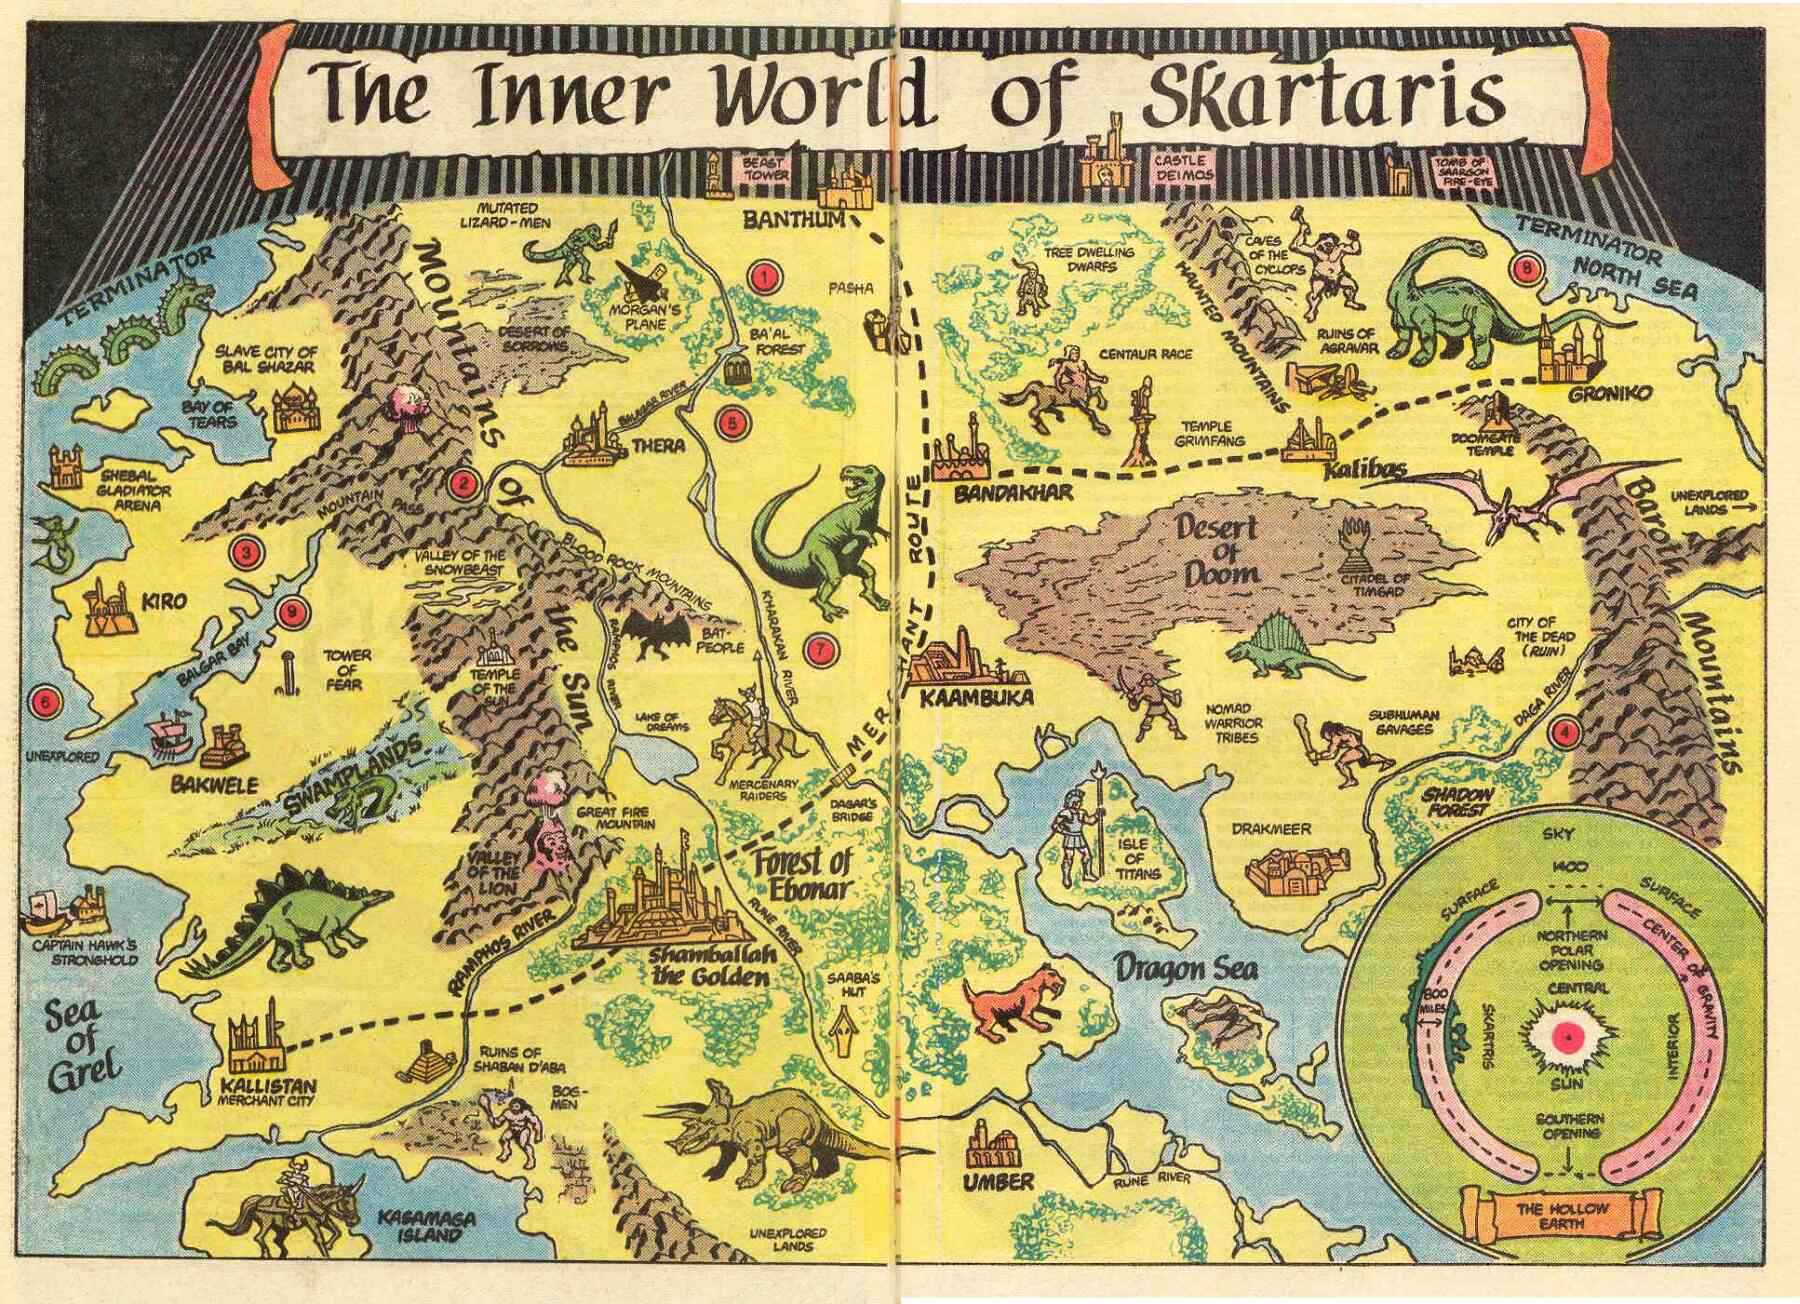 The Inner World of Skartaris
BEAST
TOWER
CASTLE
DEIMOS
TOMB OF
SAARGON
FIRE-EYE
TERMINATOR
MUTATED
LIZARD-MEN
BANTHUM
TERMINATOR
NORTH SEA
8
Mountains of the Sun
MORGAN'S
PLANE
1
PASHA
TREE DWELLING
DWARFS
CAVES
OF THE
CYCLOPS
HAUNTED MOUNTAINS
SLAVE CITY OF
BAL SHAZAR
DESERT OF
SORROWS
BA'AL
FOREST
CENTAUR RACE
RUINS OF
AGRAVAR
GRONIKO
BAY OF
TEARS
BALAGAR RIVER
5
THERA
TEMPLE
GRIMFANG
Kalibas
DOOMGATE
TEMPLE
SHEBAL
GLADIATOR
ARENA
2
MOUNTAIN PASS
BANDAKHAR
Baroth Mountains
UNEXPLORED
LANDS
3
VALLEY OF THE
SNOWBEAST
BLOOD ROCK MOUNTAINS
MERCHANT ROUTE
Desert
of
Doom
CITADEL OF
TIMGAD
KIRO
9
BALGAR BAY
TOWER
OF
FEAR
TEMPLE
OF THE
SUN
RAMPHOS RIVER
BAT-
PEOPLE
KHARAKAN RIVER
7
KAAMBUKA
CITY OF
THE DEAD
(RUIN)
6
UNEXPLORED
BAKWELE
SWAMPLANDS
LAKE OF
DREAMS
MERCENARY
RAIDERS
DAGAR'S
BRIDGE
NOMAD
WARRIOR
TRIBES
SUBHUMAN
SAVAGES
DAGA RIVER
4
GREAT FIRE
MOUNTAIN
VALLEY
OF THE
LION
Forest of
Ebonar
ISLE
OF
TITANS
DRAKMEER
SHADOW
FOREST
CAPTAIN HAWK'S
STRONGHOLD
RAMPHOS RIVER
Shamballah
the Golden
RUNE RIVER
SAABA'S
HUT
Dragon Sea
Sea
of
Grel
KALLISTAN
MERCHANT CITY
RUINS OF
SHABAN D'ABA
BOG-
MEN
UMBER
RUNE RIVER
KASAMAGA
ISLAND
UNEXPLORED
LANDS
SKY
1400
SURFACE
SURFACE
NORTHERN
POLAR
OPENING
CENTER OF GRAVITY
800
MILES
SKARTRIS
CENTRAL
SUN
INTERIOR
SOUTHERN
OPENING
THE HOLLOW
EARTH